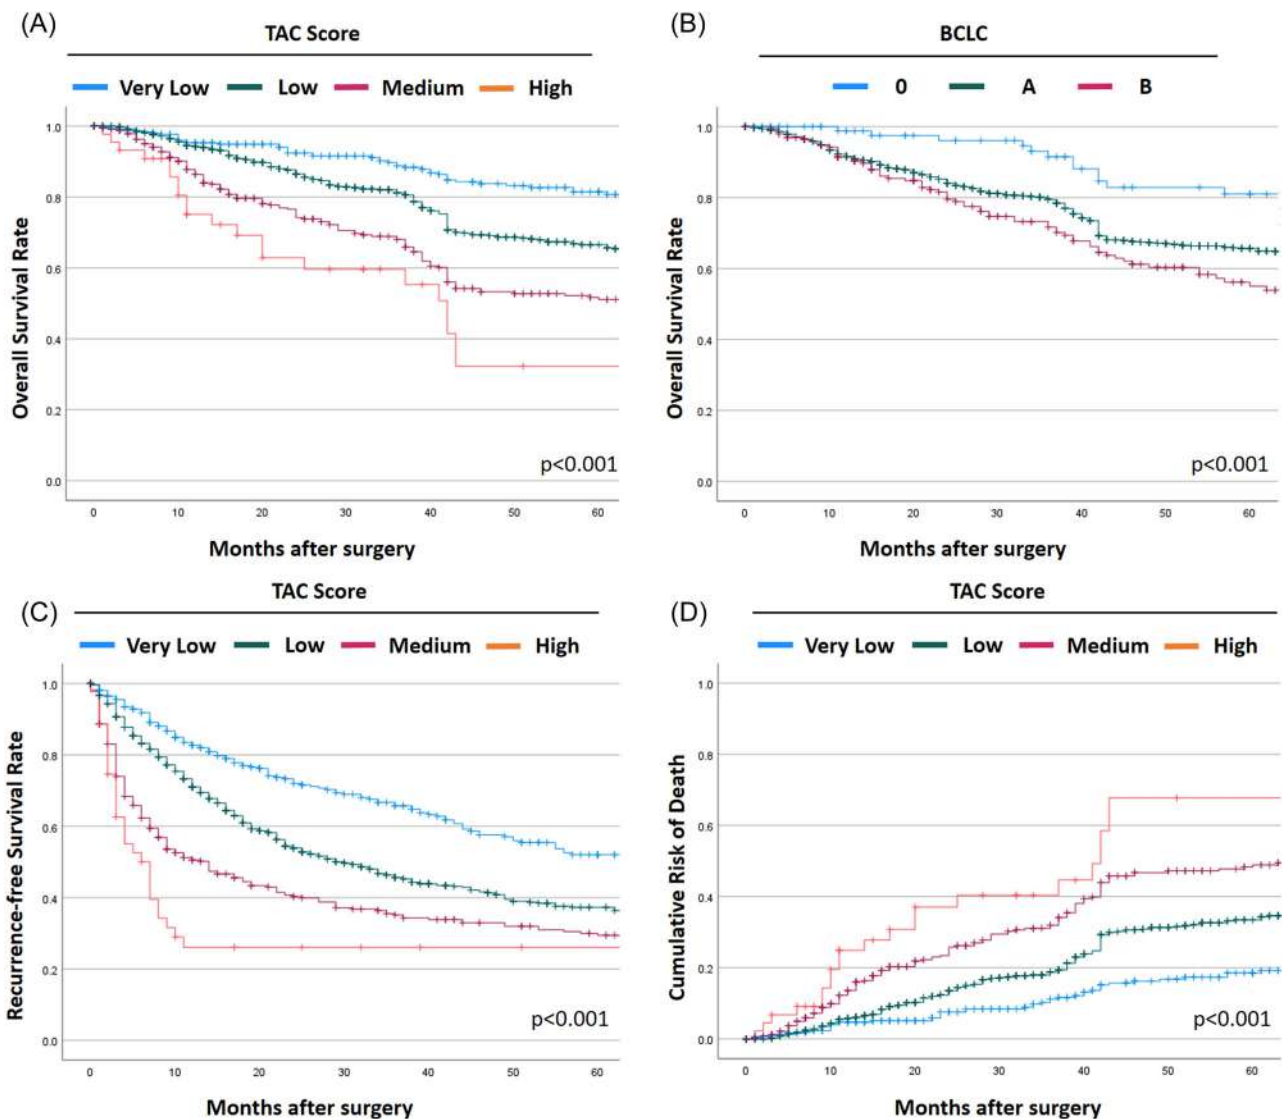 (A)
TAC Score
Very Low Low Medium High
1.0
0.8
0.6
0.4
0.2
0.0
Overall Survival Rate
p<0.001
0 10 20 30 40 50 60
Months after surgery
(B)
BCLC
0 A B
1.0
0.8
0.6
0.4
0.2
0.0
Overall Survival Rate
p<0.001
0 10 20 30 40 50 60
Months after surgery
(C)
TAC Score
Very Low Low Medium High
1.0
0.8
0.6
0.4
0.2
0.0
Recurrence-free Survival Rate
p<0.001
0 10 20 30 40 50 60
Months after surgery
(D)
TAC Score
Very Low Low Medium High
1.0
0.8
0.6
0.4
0.2
0.0
Cumulative Risk of Death
p<0.001
0 10 20 30 40 50 60
Months after surgery